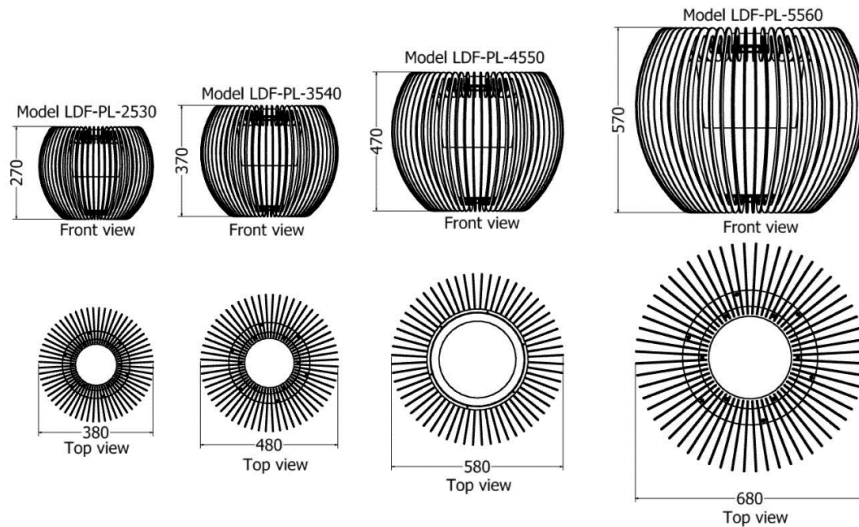 Model LDF-PL-2530
270
Front view
Model LDF-PL-3540
370
Front view
Model LDF-PL-4550
470
Front view
Model LDF-PL-5560
570
Front view
380
Top view
480
Top view
580
Top view
680
Top view